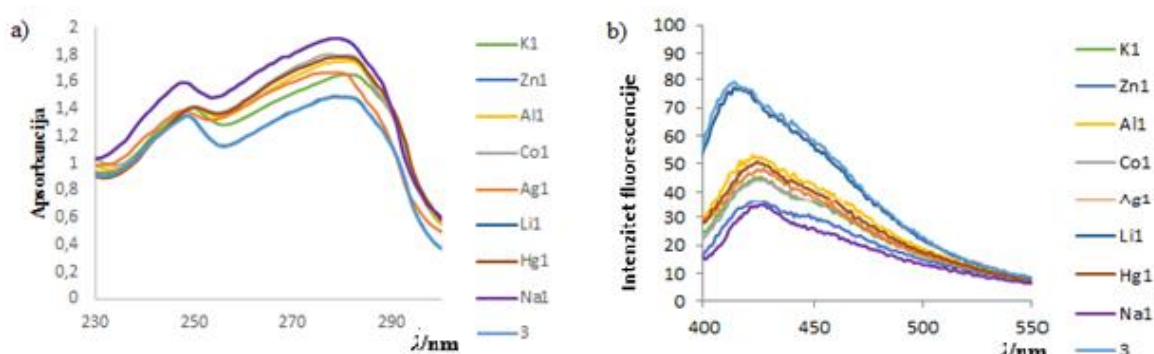 a)
Apsorbancija
2
1,8
1,6
1,4
1,2
1
0,8
0,6
0,4
0,2
0
230
250
270
290
λ/nm
K1
Zn1
Al1
Co1
Ag1
Li1
Hg1
Na1
3
b)
Intenzitet fluorescencije
100
90
80
70
60
50
40
30
20
10
0
400
450
500
550
λ/nm
K1
Zn1
Al1
Co1
Ag1
Li1
Hg1
Na1
3